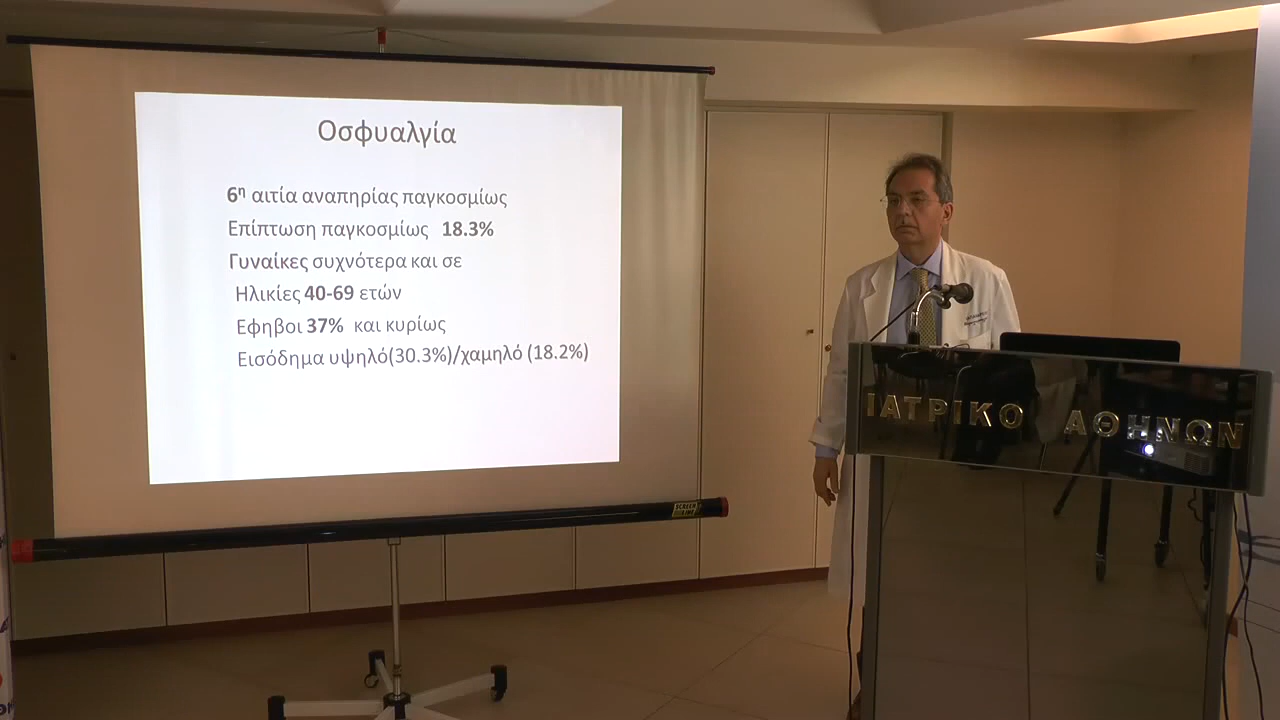 Οσφυαλγία
6η αιτία αναπηρίας παγκοσμίως
Επίπτωση παγκοσμίως 18.3%
Γυναίκες συχνότερα και σε
Ηλικίες 40-69 ετών
Εφηβοι 37% και κυρίως
Εισόδημα υψηλό(30.3%)/χαμηλό (18.2%)
ΙΑΤΡΙΚΟ ΑΘΗΝΩΝ